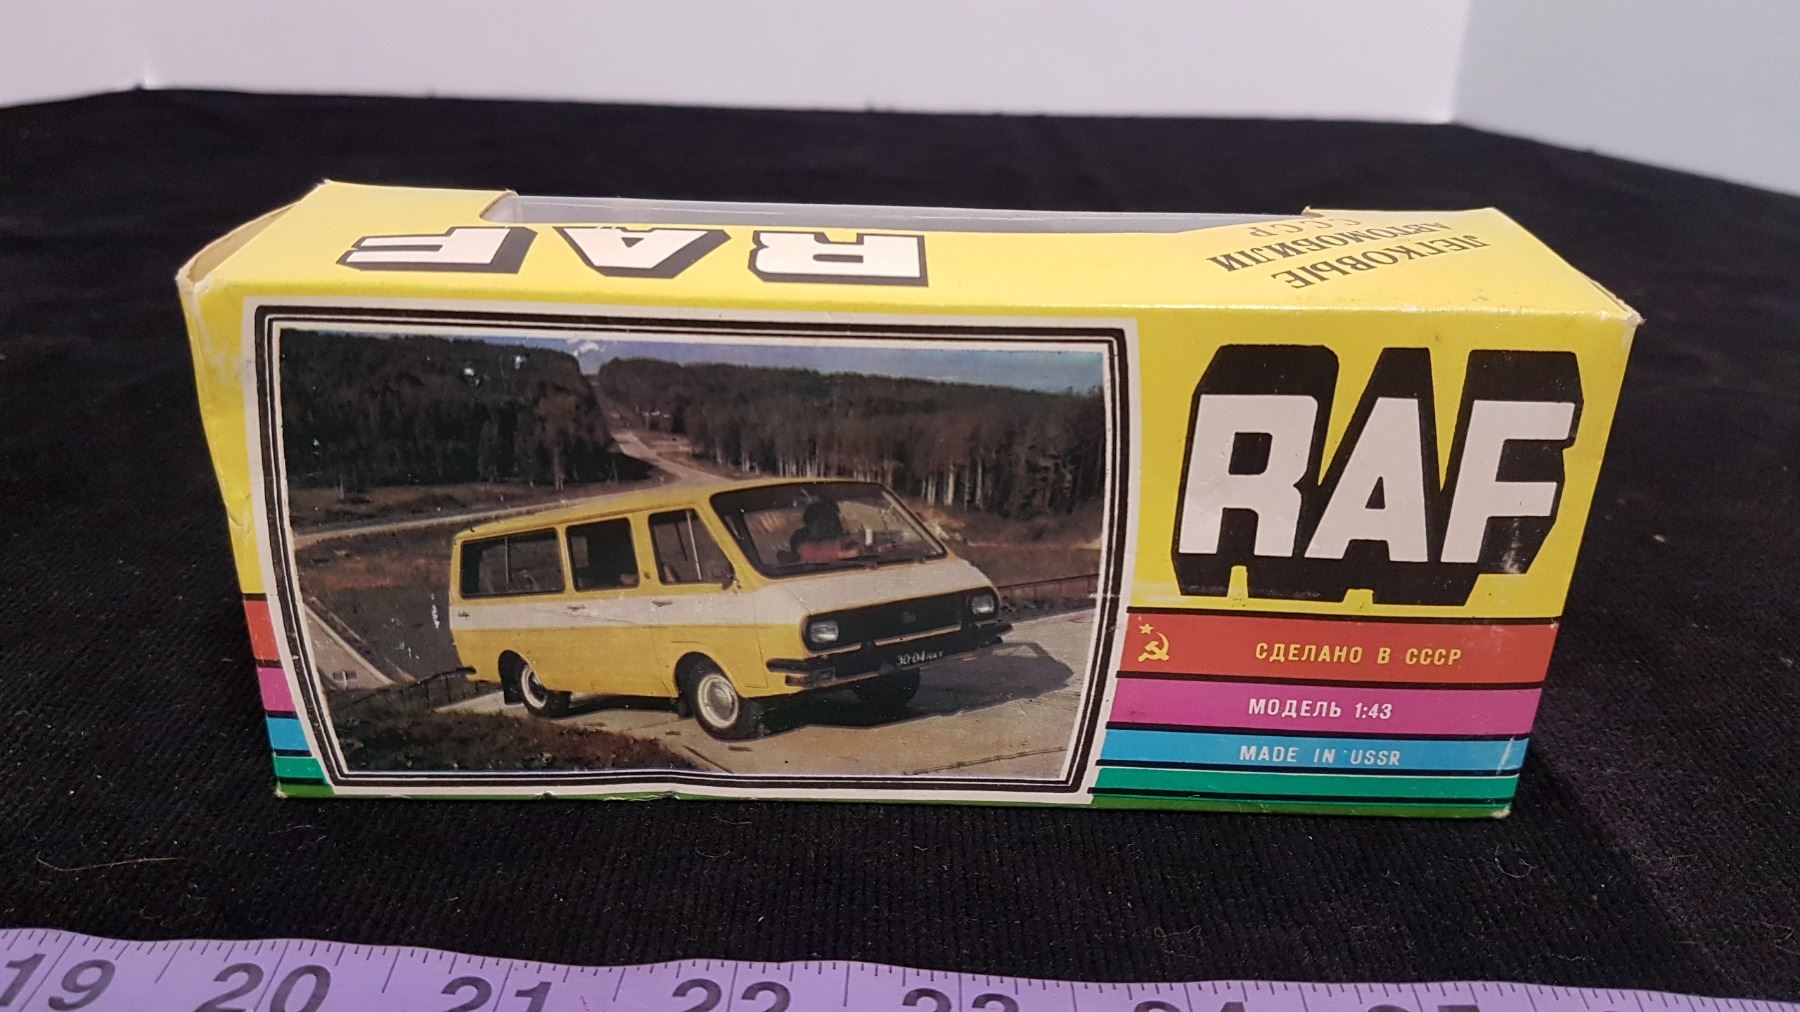 RAF
ЛЕГКОВЫЕ
АВТОМОБИЛИ
СССР
RAF
СДЕЛАНО В СССР
МОДЕЛЬ 1:43
MADE IN USSR
19 20 21 22 23 24 25